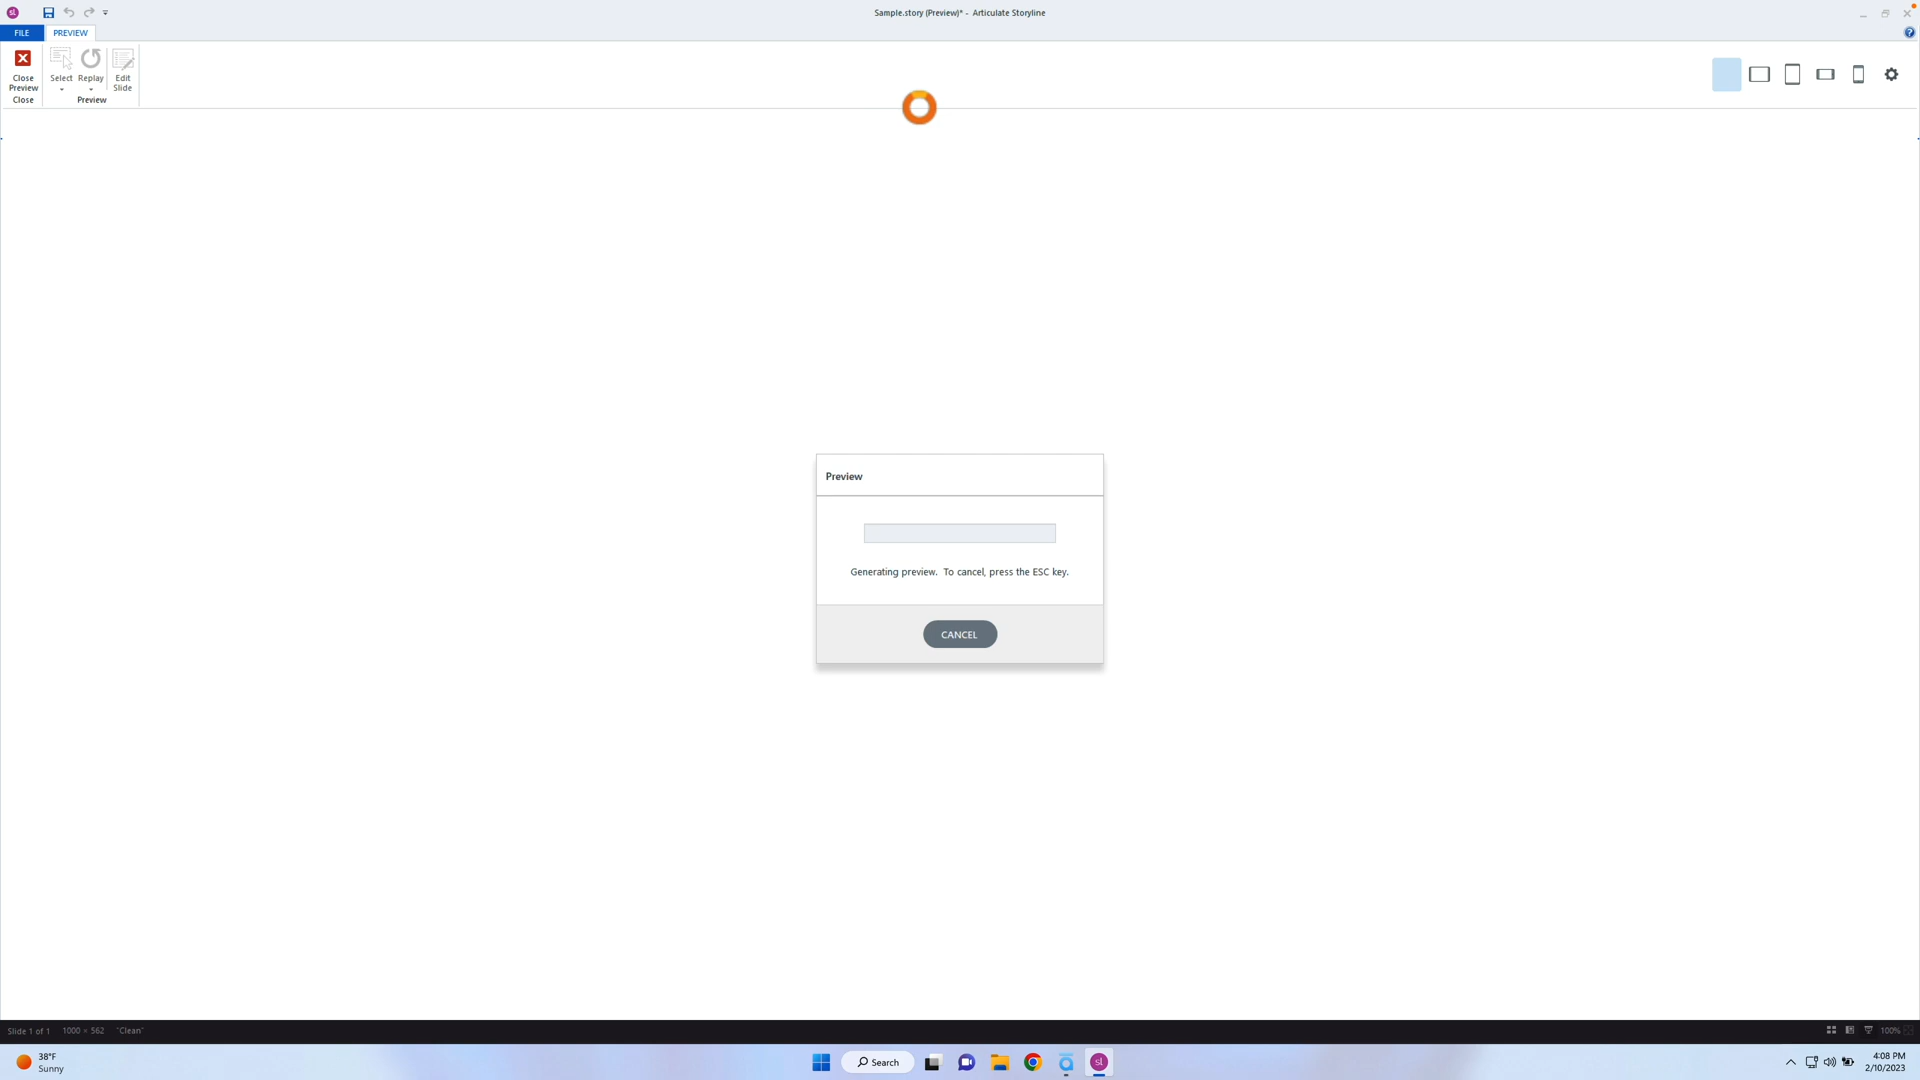 sl
Sample.story (Preview)* -  Articulate Storyline
FILE
PREVIEW
?
Close
Preview
Select
Replay
Edit
Slide
Close
Preview
Preview
Generating preview.  To cancel, press the ESC key.
CANCEL
Slide 1 of 1
1000 × 562
"Clean"
100%
38°F
Sunny
Search
sl
4:08 PM
2/10/2023